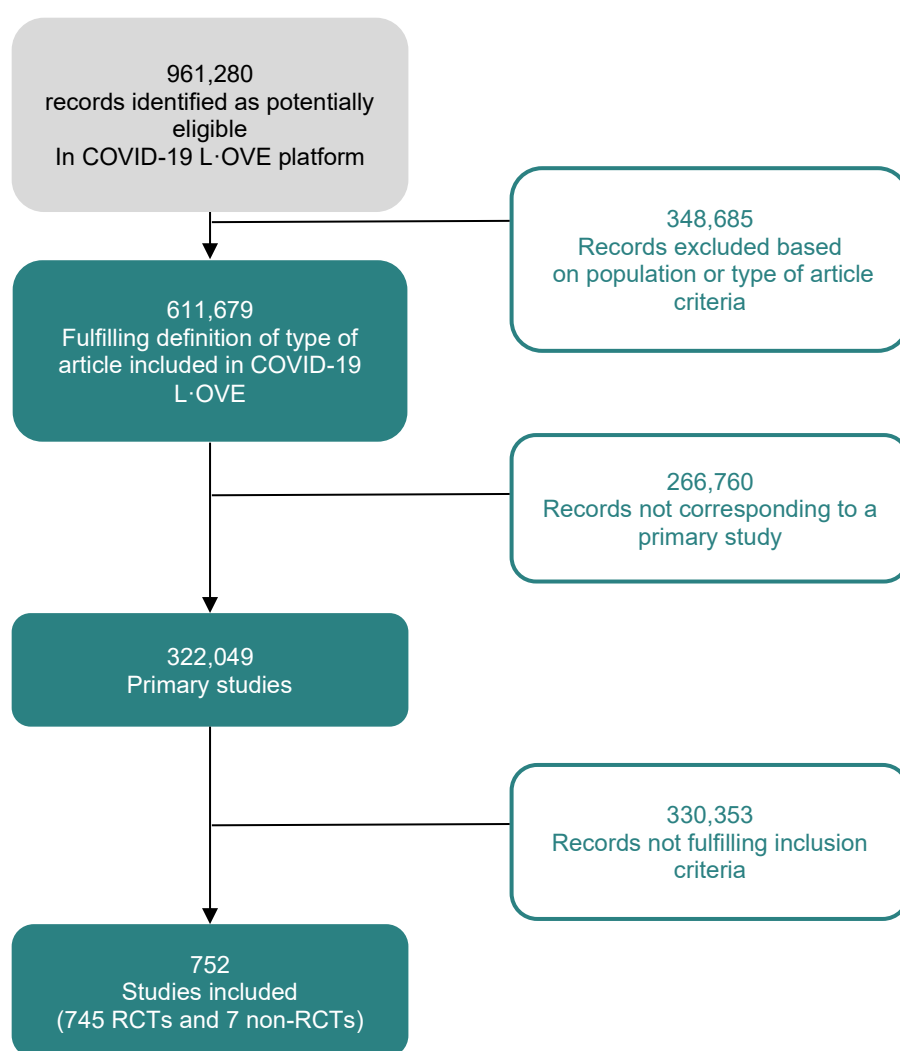 961,280
records identified as potentially
eligible
In COVID-19 L·OVE platform
348,685
Records excluded based
on population or type of article
criteria
611,679
Fulfilling definition of type of
article included in COVID-19
L·OVE
266,760
Records not corresponding to a
primary study
322,049
Primary studies
330,353
Records not fulfilling inclusion
criteria
752
Studies included
(745 RCTs and 7 non-RCTs)